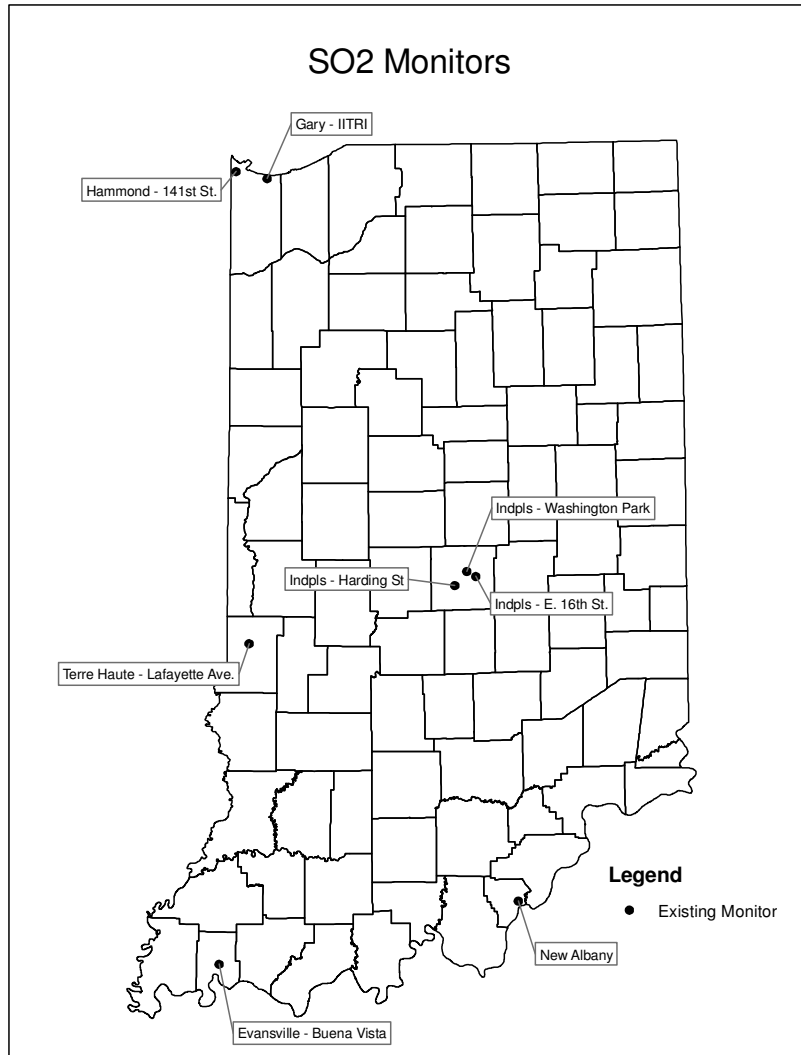 SO2 Monitors
Gary - IITRI
Hammond - 141st St.
Indpls - Washington Park
Indpls - Harding St
Indpls - E. 16th St.
Terre Haute - Lafayette Ave.
Legend
Existing Monitor
New Albany
Evansville - Buena Vista